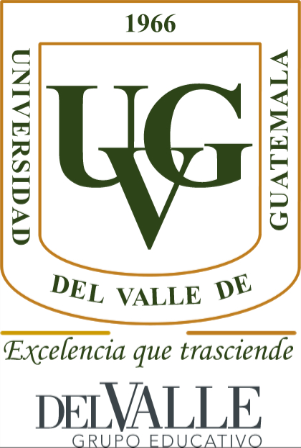 1966
UNIVERSIDAD
DEL VALLE DE
GUATEMALA
UVG
Excelencia que trasciende
DELVALLE
GRUPO EDUCATIVO